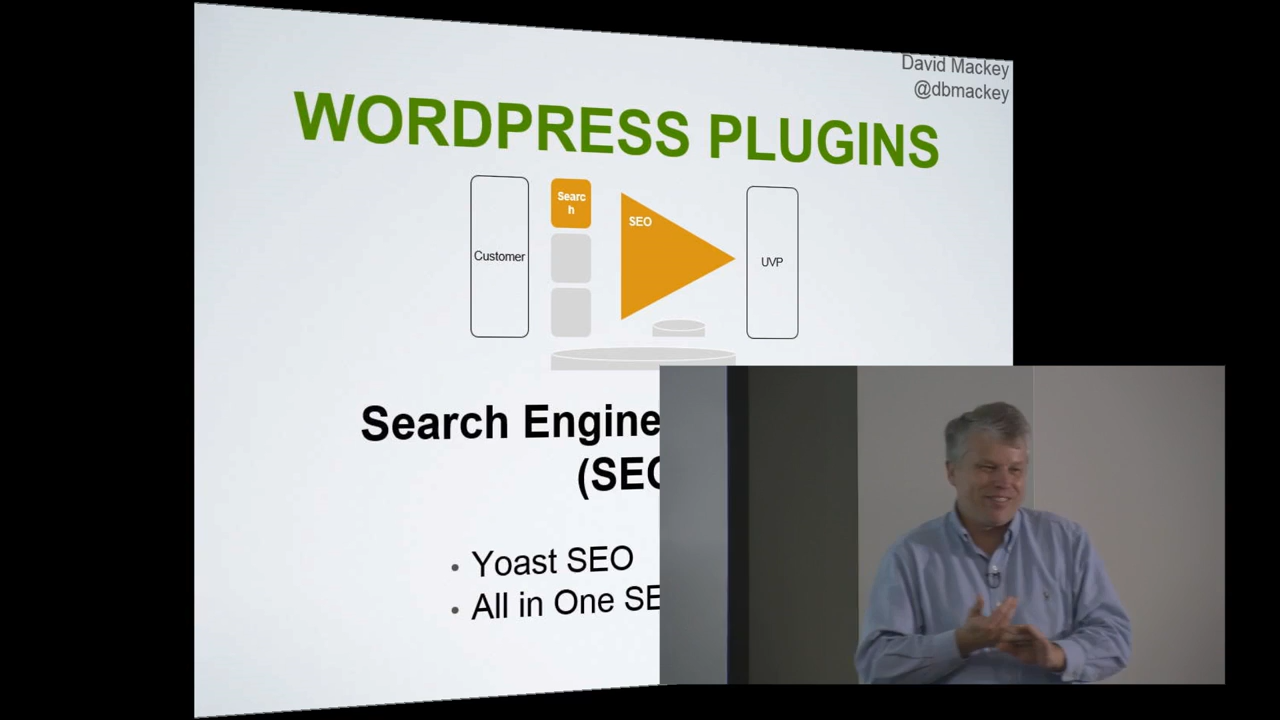 David Mackey
@dbmackey
WORDPRESS PLUGINS
Searc
h
SEO
Customer
UVP
Search Engine
(SEO
• Yoast SEO
• All in One SE